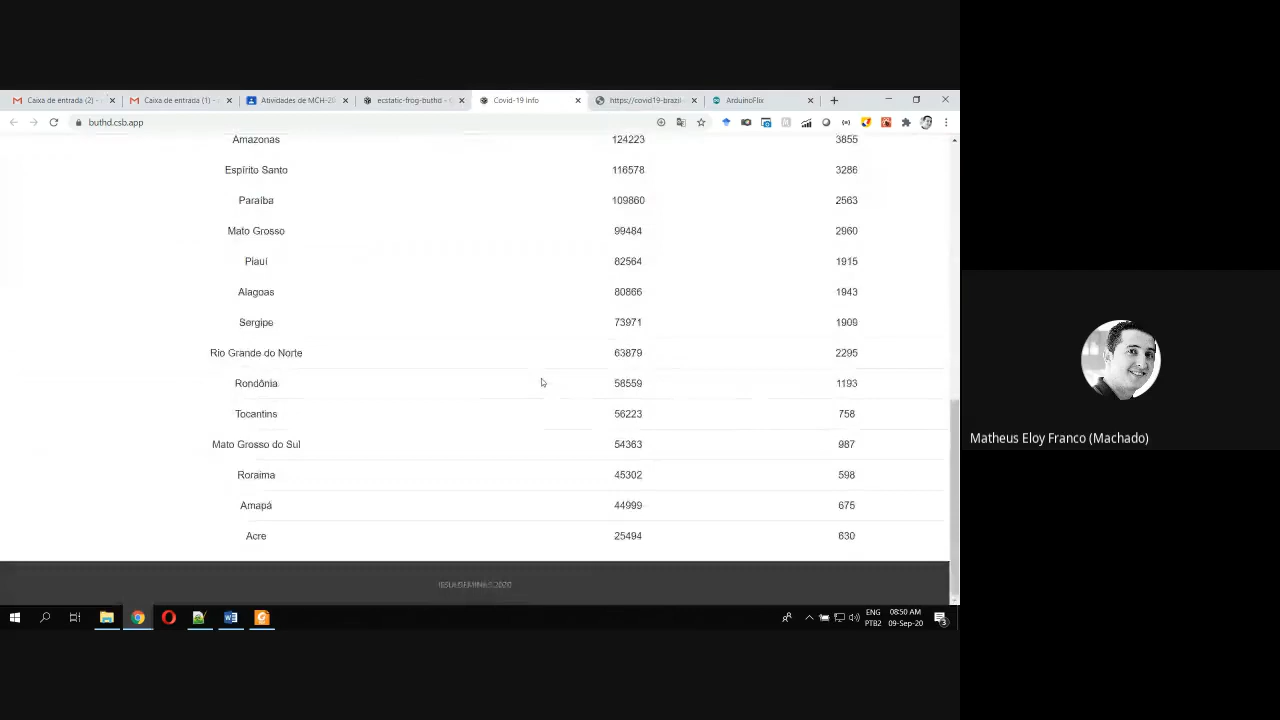 Caixa de entrada (2) -
Caixa de entrada (1) -
Atividades de MCH-2
ecstatic-frog-buthd -
Covid-19 Info
https://covid19-brazil-
ArduinoFlix
buthd.csb.app
Amazonas 124223 3855
Espírito Santo 116578 3286
Paraíba 109860 2563
Mato Grosso 99484 2960
Piauí 82564 1915
Alagoas 80866 1943
Sergipe 73971 1909
Rio Grande do Norte 63879 2295
Rondônia 58559 1193
Tocantins 56223 758
Mato Grosso do Sul 54363 987
Roraima 45302 598
Amapá 44999 675
Acre 25494 630
2020
ENG 08:50 AM
PTB2 09-Sep-20
3
Matheus Eloy Franco (Machado)